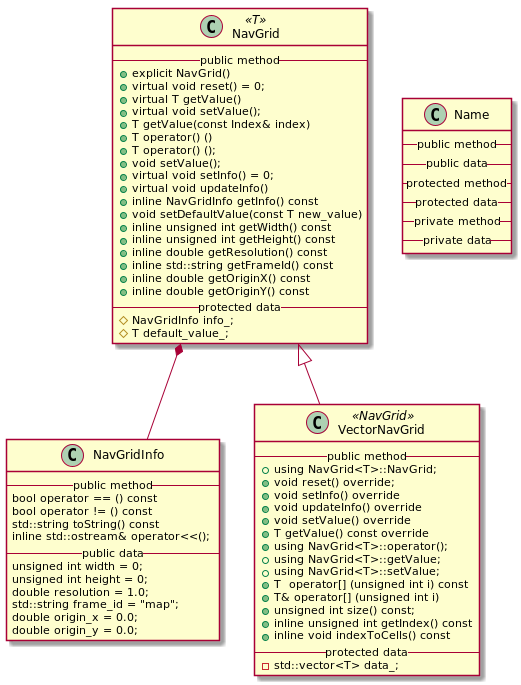 C «T»
NavGrid
public method
explicit NavGrid()
virtual void reset() = 0;
virtual T getValue()
virtual void setValue();
T getValue(const Index& index)
T operator() ()
T operator() ();
void setValue();
virtual void setInfo() = 0;
virtual void updateInfo()
inline NavGridInfo getInfo() const
void setDefaultValue(const T new_value)
inline unsigned int getWidth() const
inline unsigned int getHeight() const
inline double getResolution() const
inline std::string getFrameId() const
inline double getOriginX() const
inline double getOriginY() const
protected data
NavGridInfo info_;
T default_value_;
C Name
public method
public data
protected method
protected data
private method
private data
C NavGridInfo
public method
bool operator == () const
bool operator != () const
std::string toString() const
inline std::ostream& operator<<();
public data
unsigned int width = 0;
unsigned int height = 0;
double resolution = 1.0;
std::string frame_id = "map";
double origin_x = 0.0;
double origin_y = 0.0;
C «NavGrid»
VectorNavGrid
public method
using NavGrid<T>::NavGrid;
void reset() override;
void setInfo() override
void updateInfo() override
void setValue() override
T getValue() const override
using NavGrid<T>::operator();
using NavGrid<T>::getValue;
using NavGrid<T>::setValue;
T operator[] (unsigned int i) const
T& operator[] (unsigned int i)
unsigned int size() const;
inline unsigned int getIndex() const
inline void indexToCells() const
protected data
std::vector<T> data_;